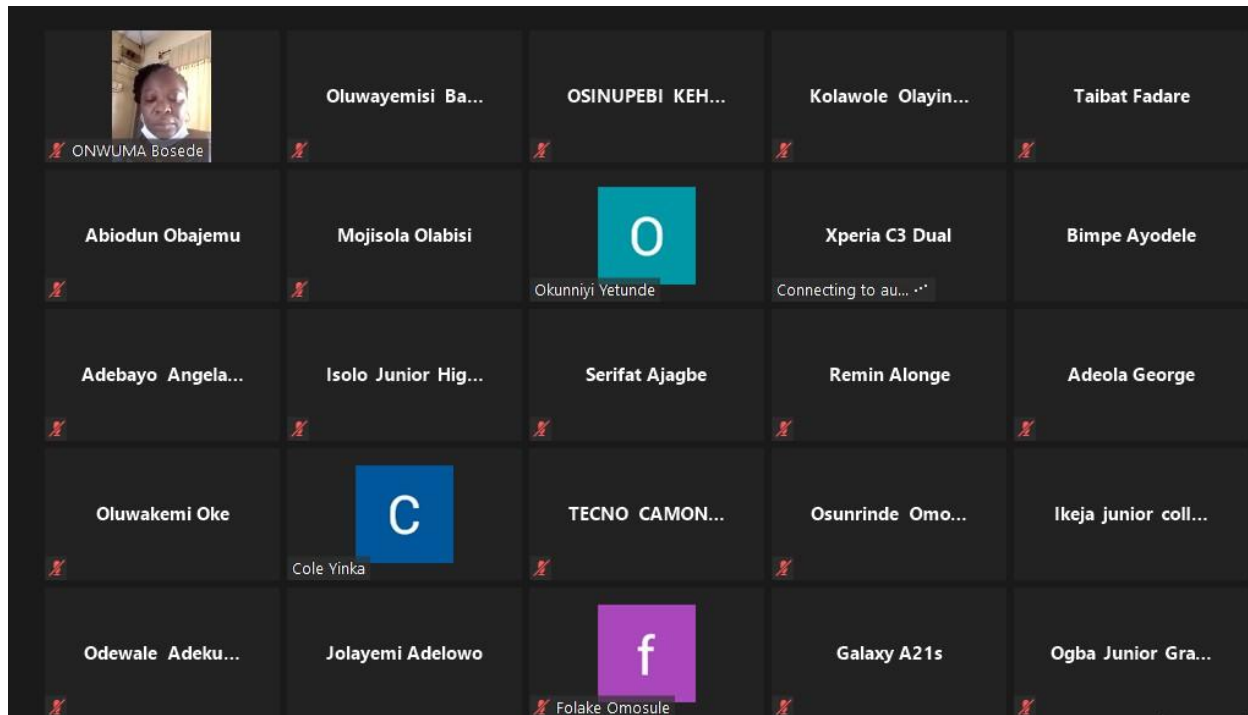 ONWUMA Bosede
Oluwayemisi Ba...
OSINUPEBI KEH...
Kolawole Olayin...
Taibat Fadare
Abiodun Obajemu
Mojisola Olabisi
O
Okunniyi Yetunde
Xperia C3 Dual
Connecting to au...
Bimpe Ayodele
Adebayo Angela...
Isolo Junior Hig...
Serifat Ajagbe
Remin Alonge
Adeola George
Oluwakemi Oke
C
Cole Yinka
TECNO CAMON...
Osunrinde Omo...
Ikeja junior coll...
Odewale Adeku...
Jolayemi Adelowo
f
Folake Omosule
Galaxy A21s
Ogba Junior Gra...